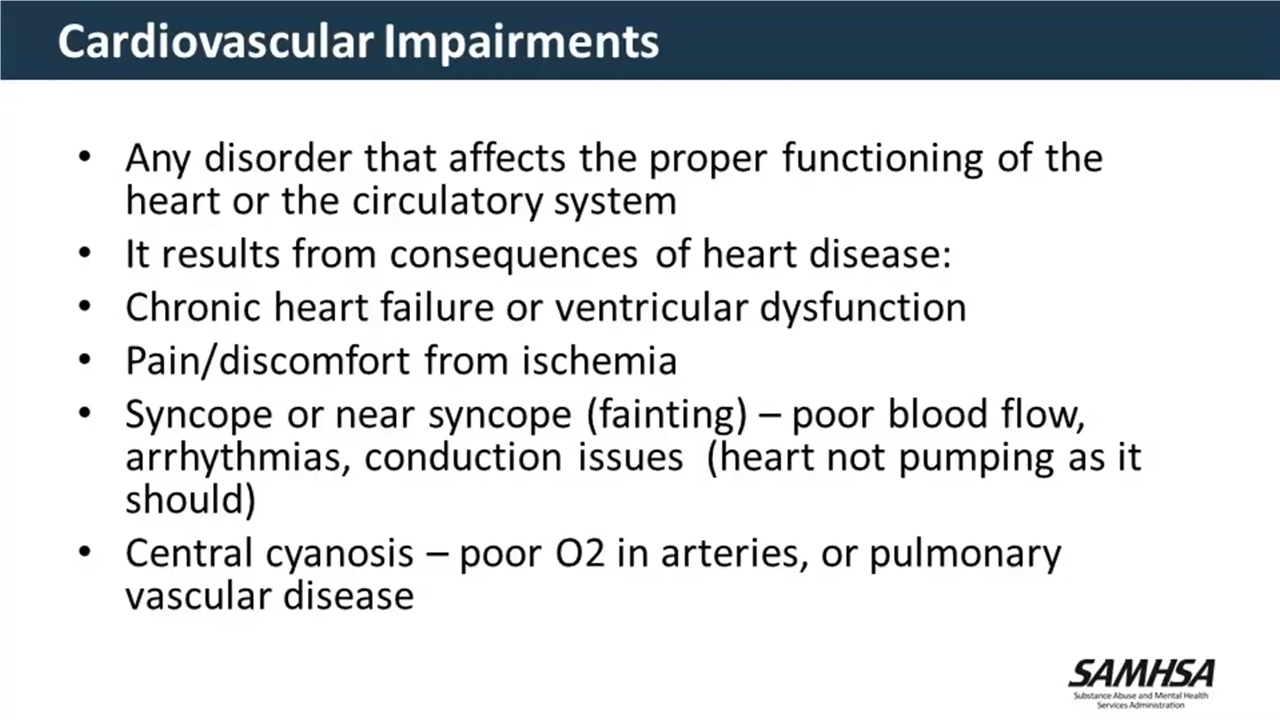 Cardiovascular Impairments
• Any disorder that affects the proper functioning of the
heart or the circulatory system
• It results from consequences of heart disease:
• Chronic heart failure or ventricular dysfunction
• Pain/discomfort from ischemia
• Syncope or near syncope (fainting) – poor blood flow,
arrhythmias, conduction issues (heart not pumping as it
should)
• Central cyanosis – poor O2 in arteries, or pulmonary
vascular disease
SAMHSA
Substance Abuse and Mental Health
Services Administration